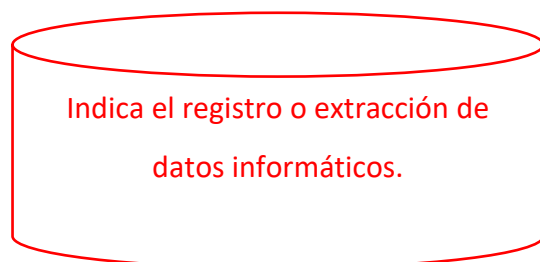 Indica el registro o extracción de
datos informáticos.